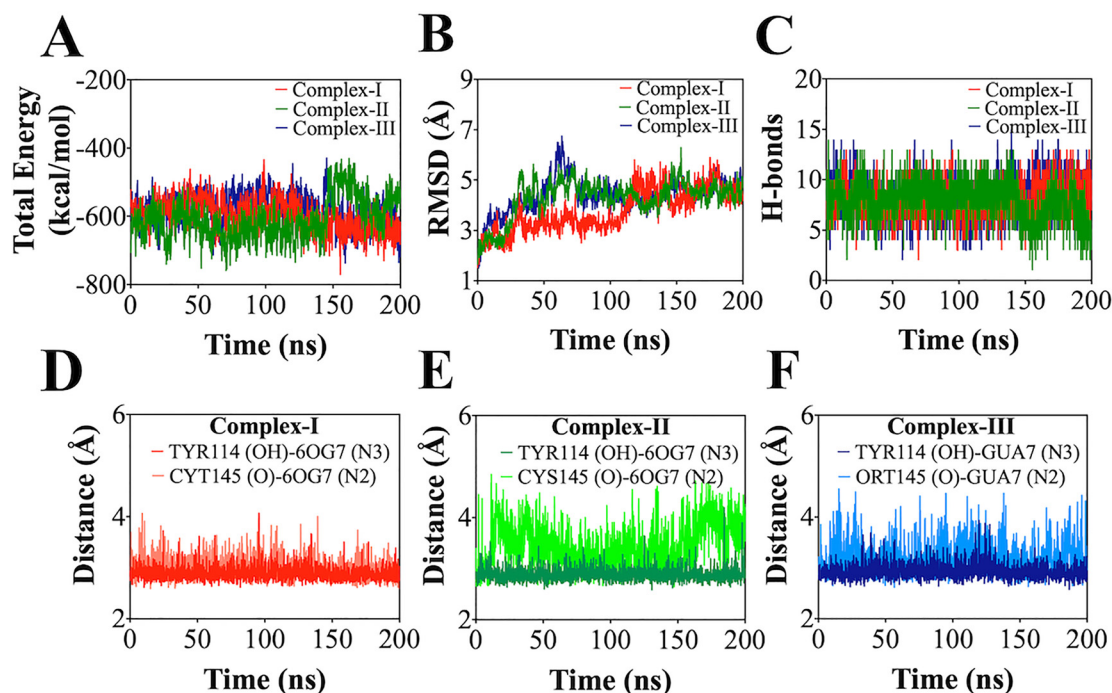 A
Total Energy
(kcal/mol)
-200
-400
-600
-800
Complex-I
Complex-II
Complex-III
0 50 100 150 200
Time (ns)
B
RMSD (Å)
9
7
5
3
1
Complex-I
Complex-II
Complex-III
0 50 100 150 200
Time (ns)
C
H-bonds
20
15
10
5
0
Complex-I
Complex-II
Complex-III
0 50 100 150 200
Time (ns)
D
Distance (Å)
6
4
2
Complex-I
TYR114 (OH)-6OG7 (N3)
CYT145 (O)-6OG7 (N2)
0 50 100 150 200
Time (ns)
E
Distance (Å)
6
4
2
Complex-II
TYR114 (OH)-6OG7 (N3)
CYS145 (O)-6OG7 (N2)
0 50 100 150 200
Time (ns)
F
Distance (Å)
6
4
2
Complex-III
TYR114 (OH)-GUA7 (N3)
ORT145 (O)-GUA7 (N2)
0 50 100 150 200
Time (ns)